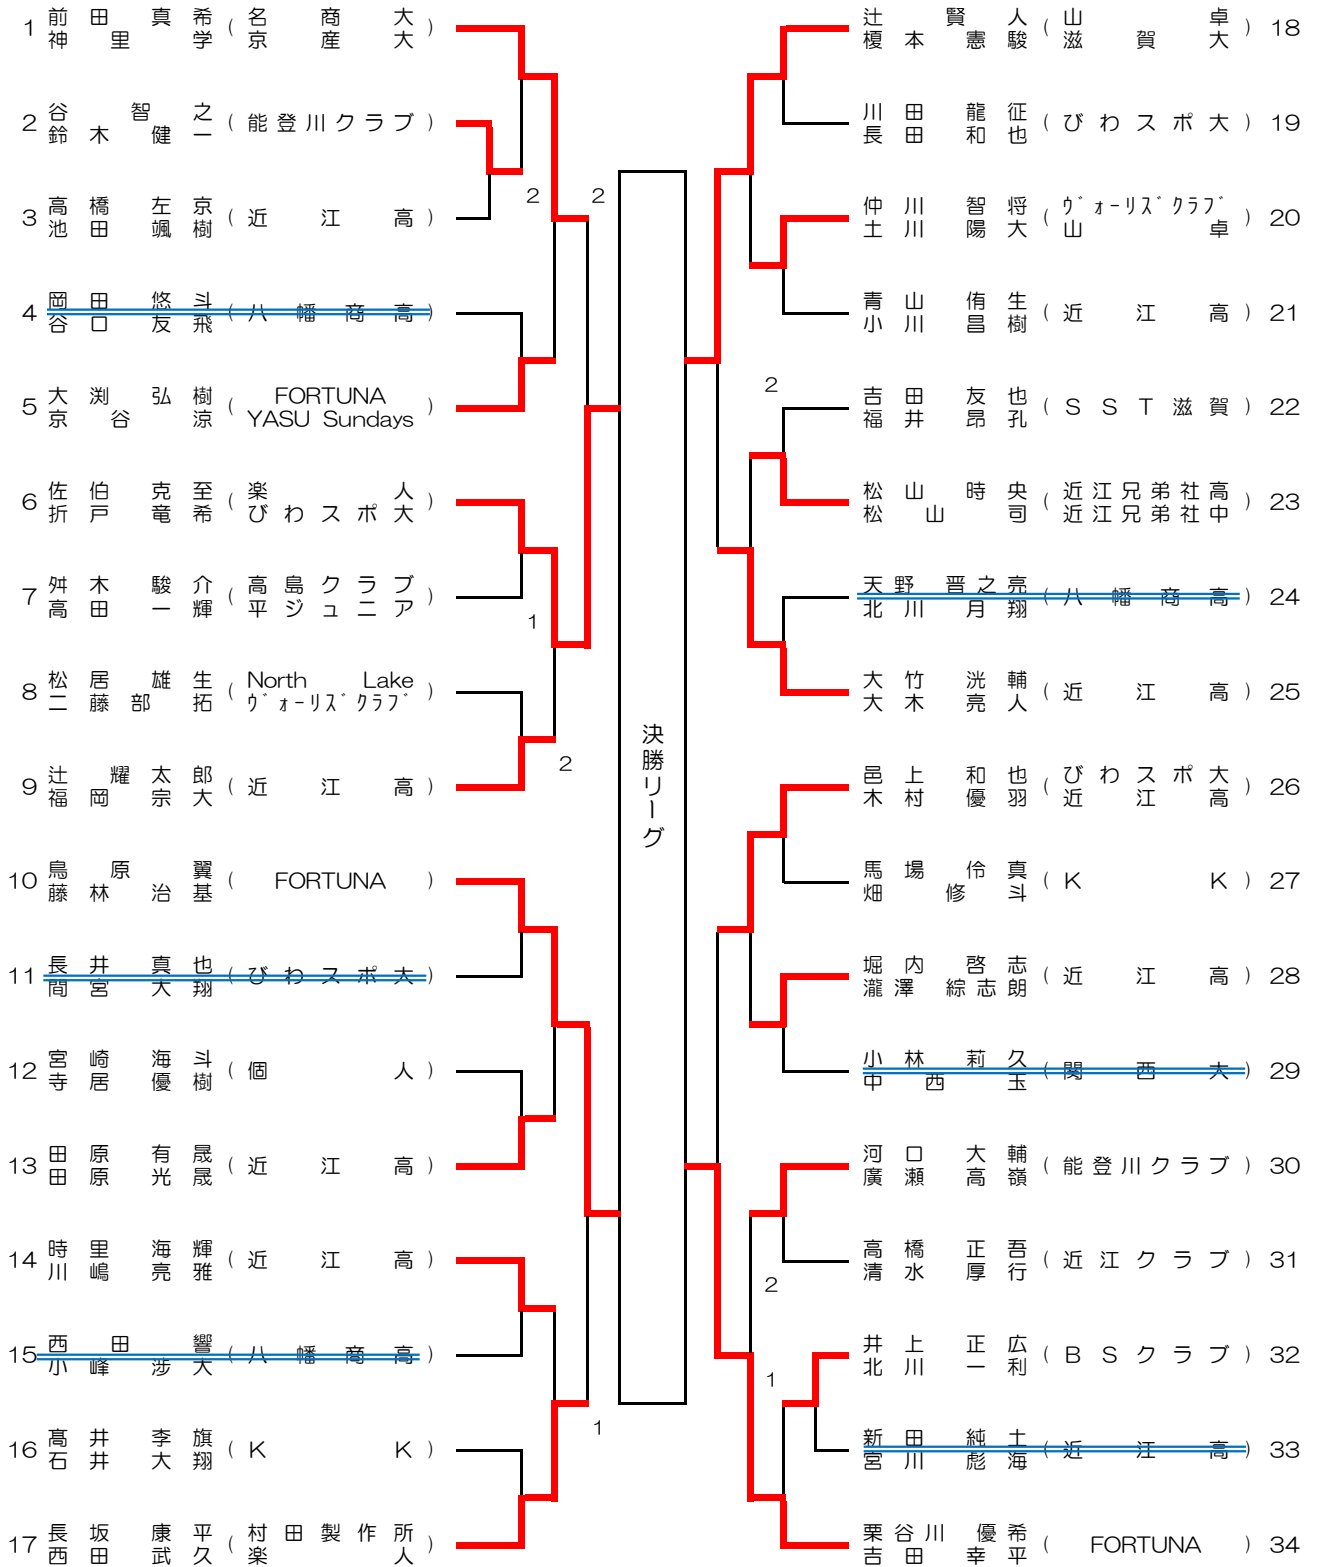 1 前田真希 (名商大)
神里学 (京産大)
2 谷智之 (能登川クラブ)
鈴木健一
3 高橋左京 (近江高)
池田颯樹
4 岡田悠斗 (八幡商高)
谷口友飛
5 大渕弘樹 (FORTUNA)
京谷涼 (YASU Sundays)
6 佐伯克至 (楽人)
折戸竜希 (びわスポ大)
7 舛木駿介 (高島クラブ)
高田一輝 (平ジュニア)
8 松居雄生 (North Lake)
二藤部拓 (ヴォーリズクラブ)
9 辻耀太郎 (近江高)
福岡宗大
10 鳥原翼 (FORTUNA)
藤林治基
11 長井真也 (びわスポ大)
間宮大翔
12 宮崎海斗 (個人)
寺居優樹
13 田原有晟 (近江高)
田原光晟
14 時里海輝 (近江高)
川嶋亮雅
15 西田響 (八幡商高)
小峰渉大
16 髙井李旗 (KK)
石井大翔
17 長坂康平 (村田製作所)
西田武久 (楽人)
2
2
1
2
1
決勝リーグ
辻賢人 (山卓) 18
榎本憲駿 (滋賀大)
川田龍征 (びわスポ大) 19
長田和也
仲川智将 (ヴォーリズクラブ) 20
土川陽大 (山卓)
青山侑生 (近江高) 21
小川昌樹
吉田友也 (SST滋賀) 22
福井昂孔
松山時央 (近江兄弟社高) 23
松山司 (近江兄弟社中)
天野晋之亮 (八幡商高) 24
北川月翔
大竹洸輔 (近江高) 25
大木亮人
邑上和也 (びわスポ大) 26
木村優羽 (近江高)
馬場伶真 (KK) 27
畑修斗
堀内啓志 (近江高) 28
瀧澤綜志朗
小林莉久 (関西大) 29
中西玉
河口大輔 (能登川クラブ) 30
廣瀬高嶺
高橋正吾 (近江クラブ) 31
清水厚行
井上正広 (BSクラブ) 32
北川一利
新田純土 (近江高) 33
宮川彪海
栗谷川優希 (FORTUNA) 34
吉田幸平
2
2
1